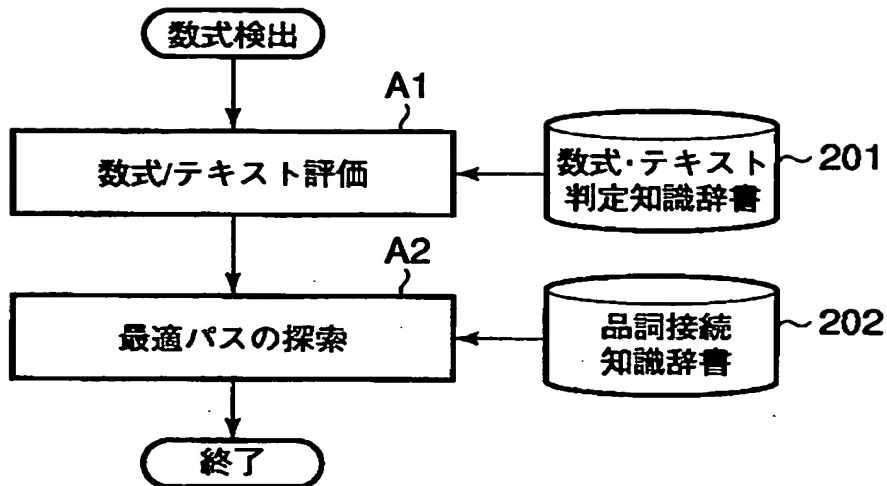 数式検出
A1
数式/テキスト評価
数式・テキスト
判定知識辞書
201
A2
最適パスの探索
品詞接続
知識辞書
202
終了